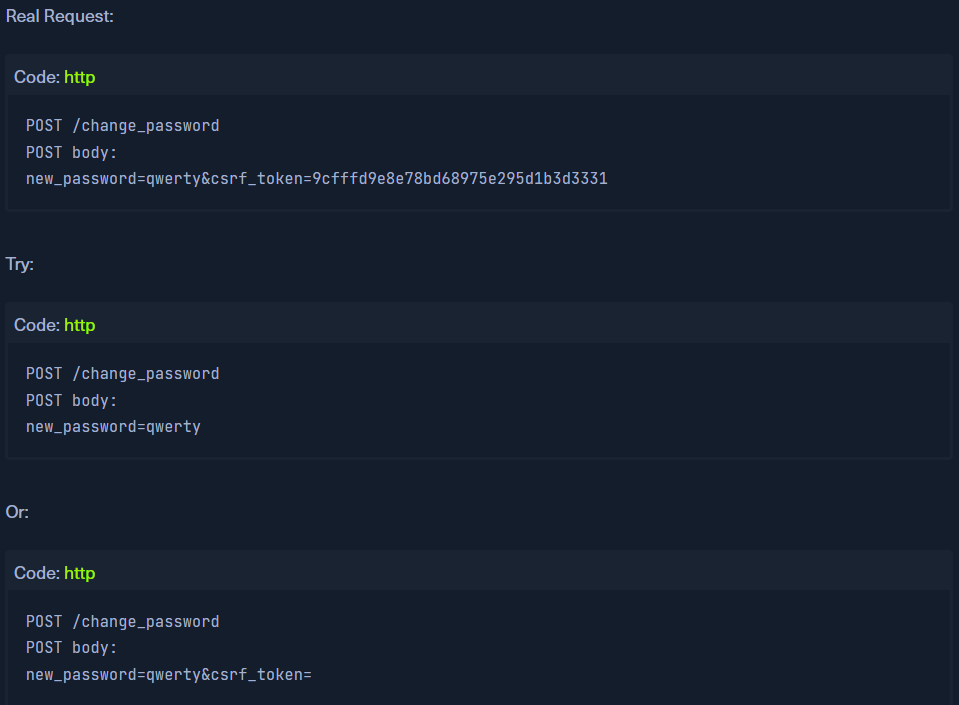 Real Request:
Code: http
POST /change_password
POST body:
new_password=qwerty&csrf_token=9cfffd9e8e78bd68975e295d1b3d3331
Try:
Code: http
POST /change_password
POST body:
new_password=qwerty
Or:
Code: http
POST /change_password
POST body:
new_password=qwerty&csrf_token=